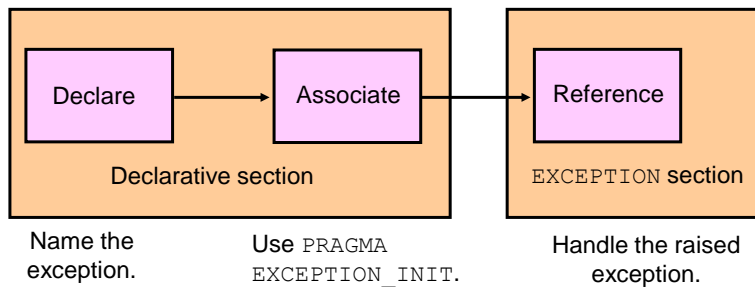 Declare
Associate
Reference
Declarative section
EXCEPTION section
Name the
exception.
Use PRAGMA
EXCEPTION_INIT.
Handle the raised
exception.